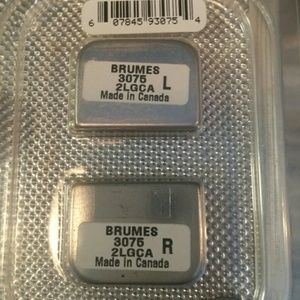 6 07845 93075 4
BRUMES
3075
2LGCA L
Made in Canada
BRUMES
3075
2LGCA R
Made in Canada